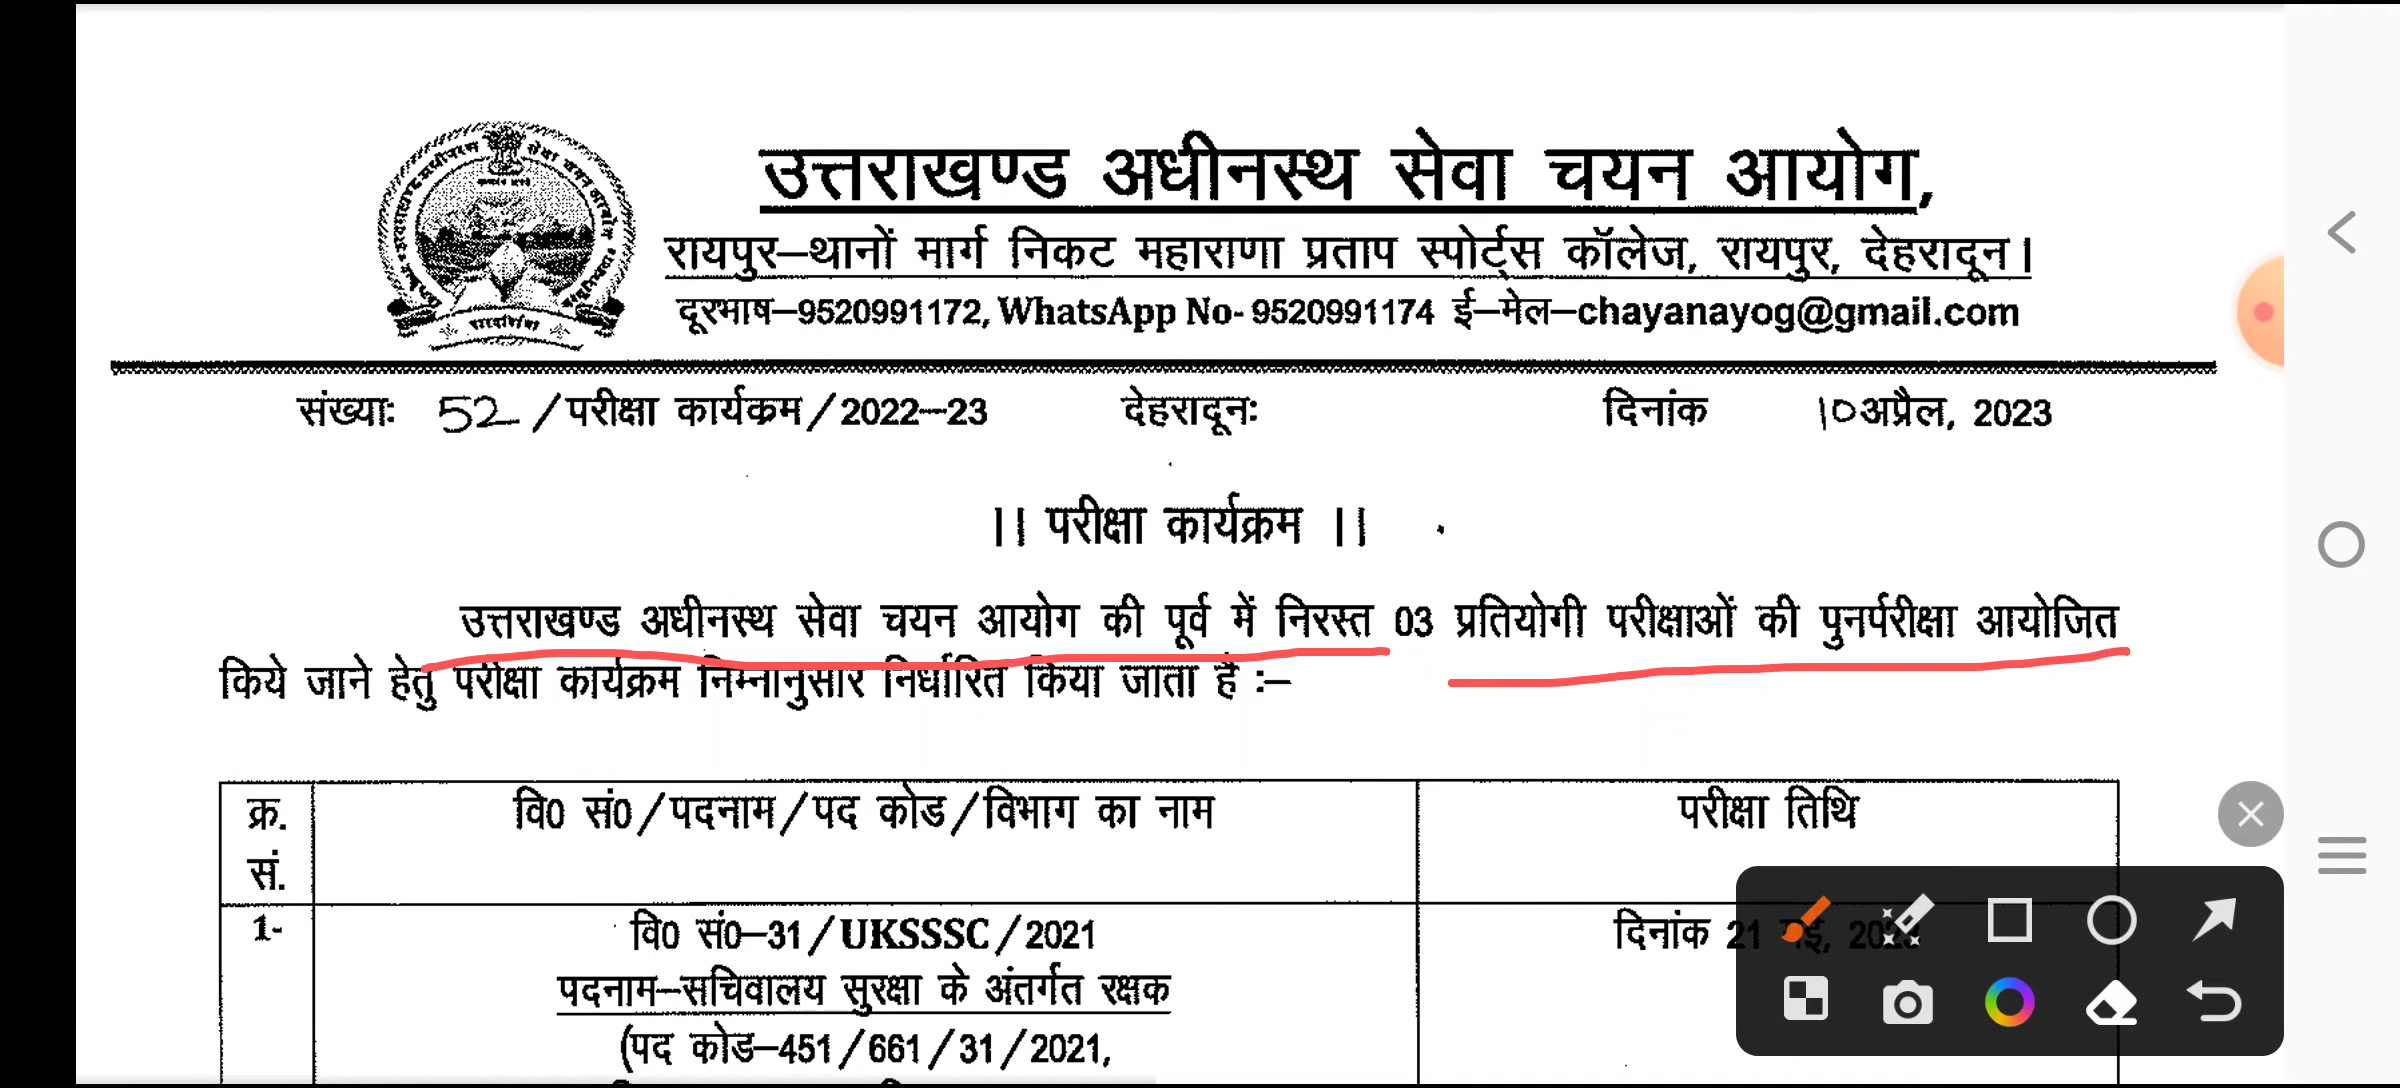 उत्तराखण्ड अधीनस्थ सेवा चयन आयोग,
रायपुर–थानों मार्ग निकट महाराणा प्रताप स्पोर्ट्स कॉलेज, रायपुर, देहरादून।
दूरभाष–9520991172, WhatsApp No- 9520991174 ई–मेल–chayanayog@gmail.com
संख्याः 52 /परीक्षा कार्यक्रम/2022–23 देहरादूनः दिनांक 10अप्रैल, 2023
।। परीक्षा कार्यक्रम ।।
उत्तराखण्ड अधीनस्थ सेवा चयन आयोग की पूर्व में निरस्त 03 प्रतियोगी परीक्षाओं की पुनर्परीक्षा आयोजित
किये जाने हेतु परीक्षा कार्यक्रम निम्नानुसार निर्धारित किया जाता है :–
क्र. सं. वि0 सं0/पदनाम/पद कोड/विभाग का नाम परीक्षा तिथि
1- वि0 सं0–31/UKSSSC/2021 दिनांक 21 मई, 2023
पदनाम–सचिवालय सुरक्षा के अंतर्गत रक्षक
(पद कोड–451/661/31/2021,